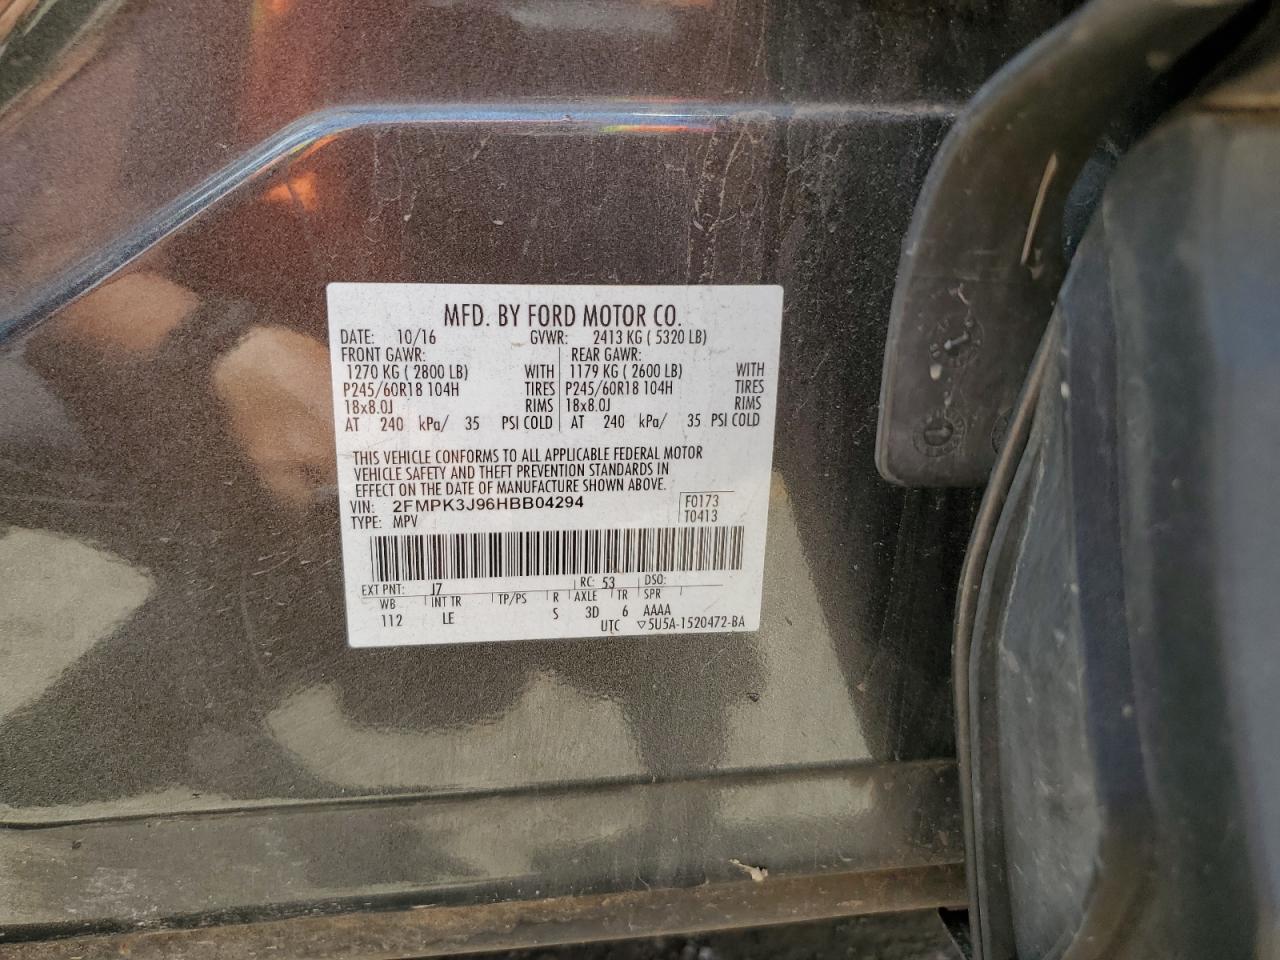 MFD. BY FORD MOTOR CO.
DATE: 10/16 GVWR: 2413 KG ( 5320 LB)
FRONT GAWR: REAR GAWR:
1270 KG ( 2800 LB) WITH 1179 KG ( 2600 LB) WITH
P245/60R18 104H TIRES P245/60R18 104H TIRES
18x8.0J RIMS 18x8.0J RIMS
AT 240 kPa/ 35 PSI COLD AT 240 kPa/ 35 PSI COLD
THIS VEHICLE CONFORMS TO ALL APPLICABLE FEDERAL MOTOR
VEHICLE SAFETY AND THEFT PREVENTION STANDARDS IN
EFFECT ON THE DATE OF MANUFACTURE SHOWN ABOVE.
VIN: 2FMPK3J96HBB04294 F0173
TYPE: MPV T0413
EXT PNT: J7 RC: 53 DSO:
WB INT TR TP/PS R AXLE TR SPR
112 LE S 3D 6 AAAA
UTC ▽5U5A-1520472-BA